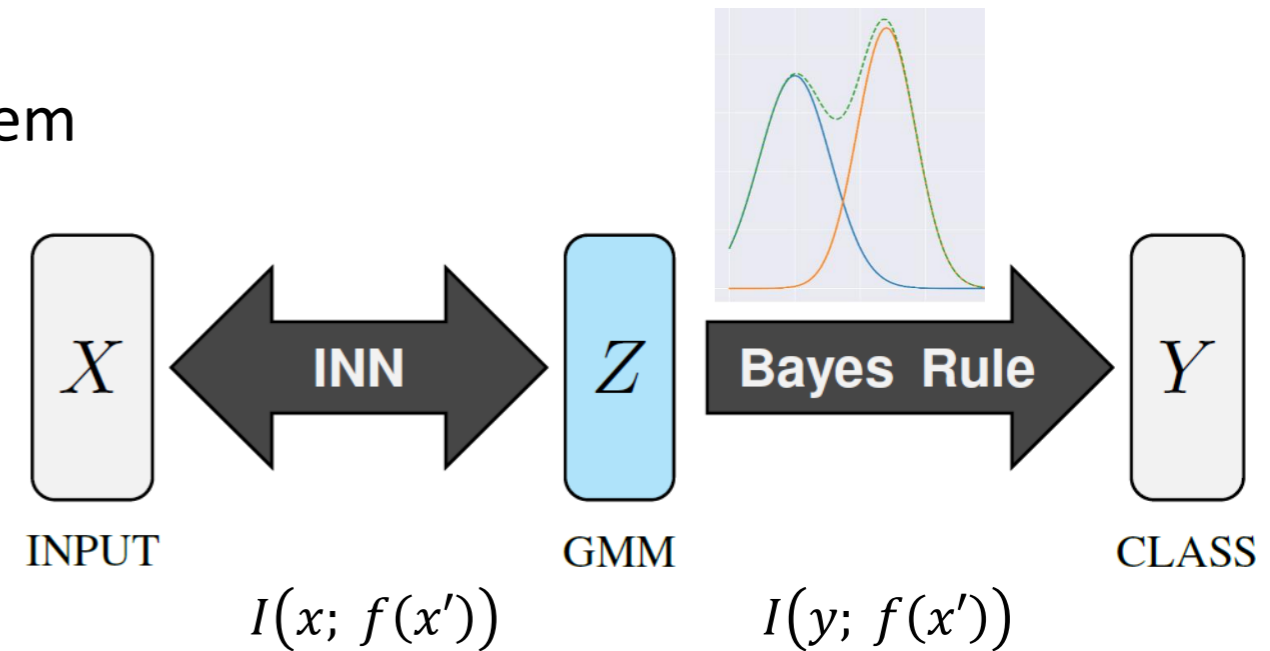 em
X INN Z Bayes Rule Y
INPUT GMM CLASS
I(x; f(x′)) I(y; f(x′))